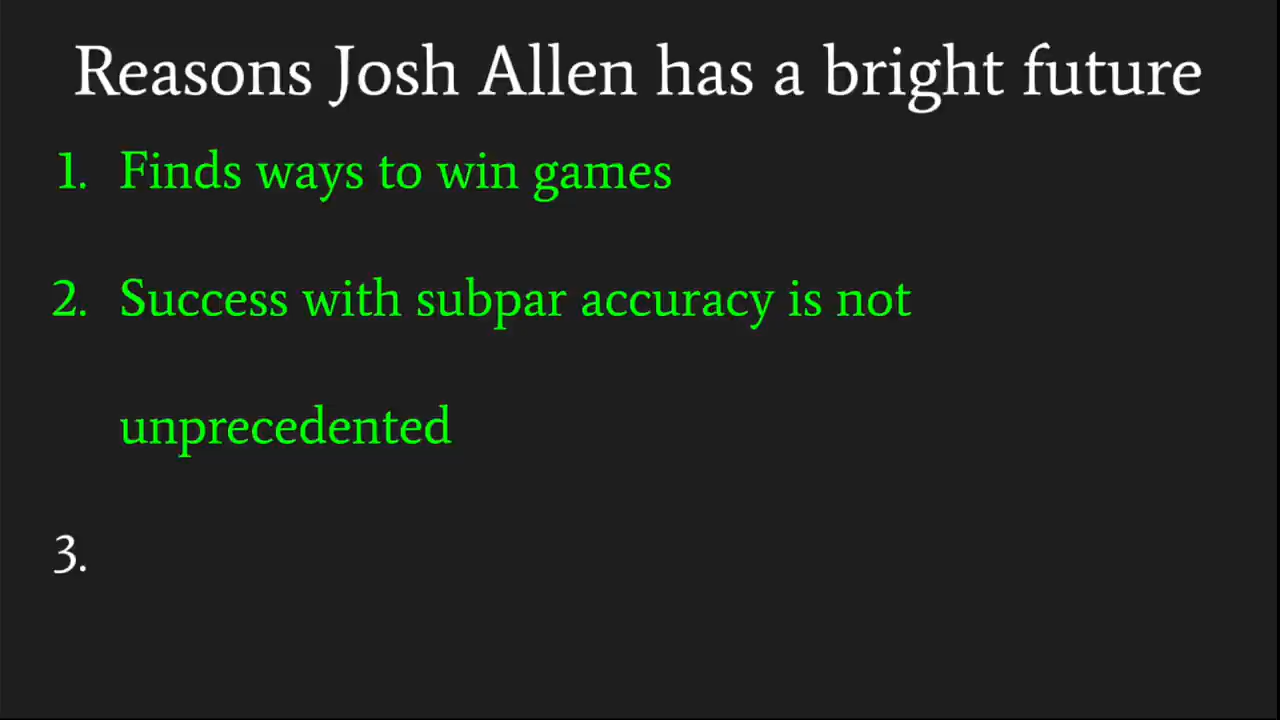 Reasons Josh Allen has a bright future
1. Finds ways to win games
2. Success with subpar accuracy is not
unprecedented
3.